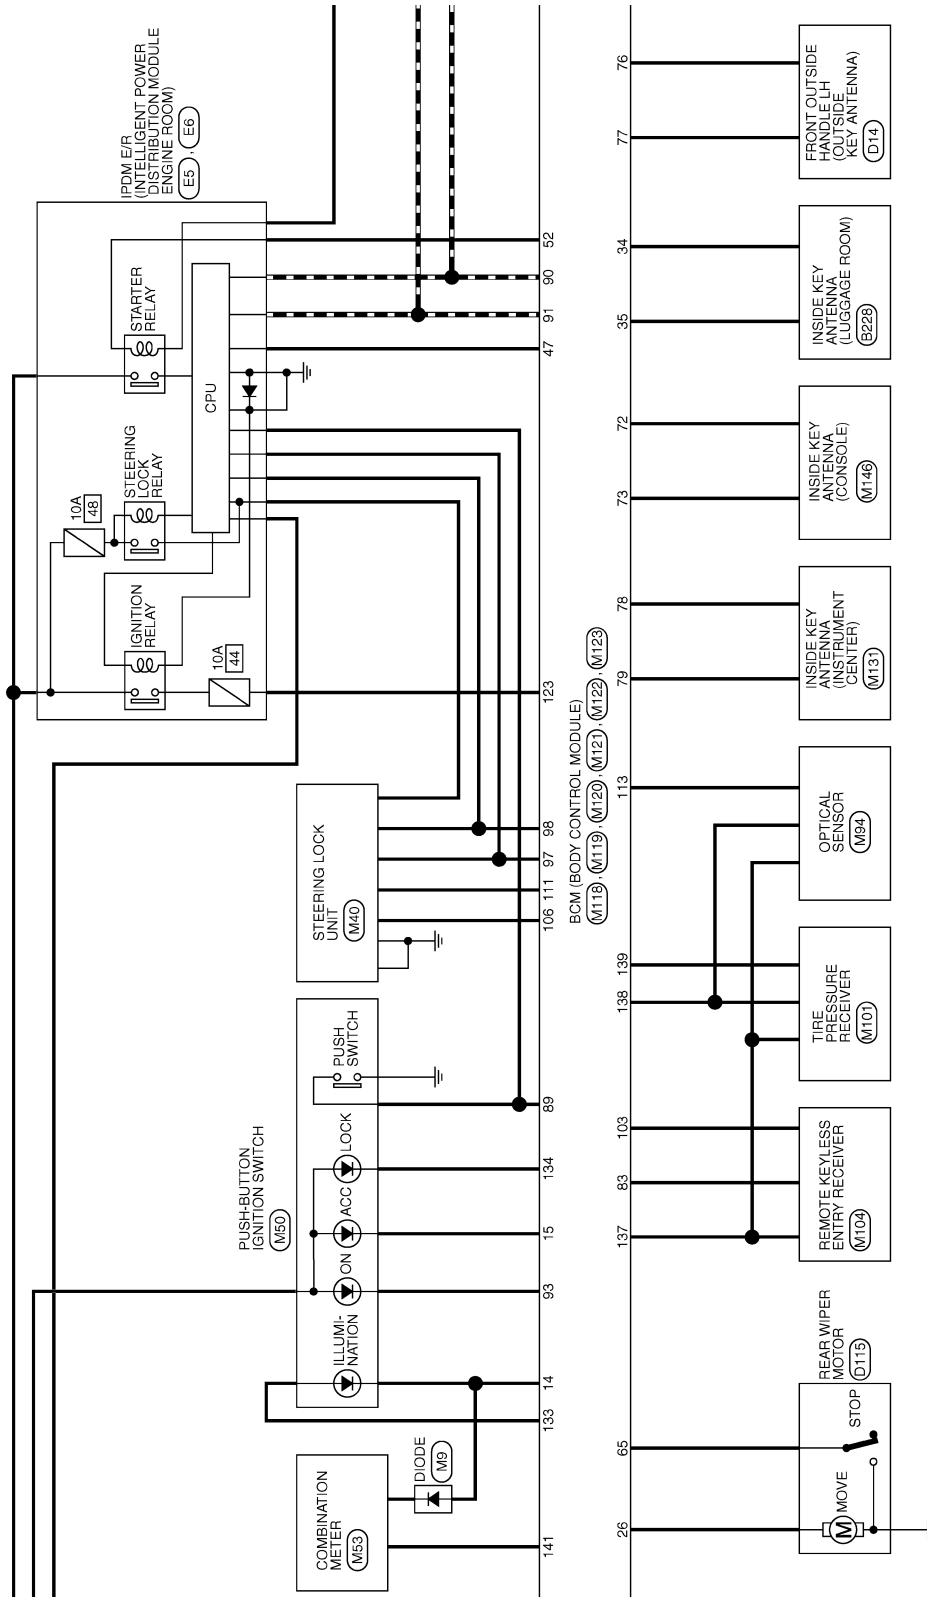 IPDM E/R
(INTELLIGENT POWER
DISTRIBUTION MODULE
ENGINE ROOM)
E5 , E6
STARTER
RELAY
CPU
STEERING
LOCK
RELAY
10A
48
IGNITION
RELAY
10A
44
52
90
91
47
123
98
97
111
106
89
134
15
93
14
133
141
STEERING LOCK
UNIT
M40
PUSH-BUTTON
IGNITION SWITCH
M50
PUSH
SWITCH
LOCK
ACC
ON
ILLUMI-
NATION
COMBINATION
METER
M53
DIODE
M9
BCM (BODY CONTROL MODULE)
M118 , M119 , M120 , M121 , M122 , M123
76
77
34
35
72
73
78
79
113
139
138
103
83
137
65
26
FRONT OUTSIDE
HANDLE LH
(OUTSIDE
KEY ANTENNA)
D14
INSIDE KEY
ANTENNA
(LUGGAGE ROOM)
B228
INSIDE KEY
ANTENNA
(CONSOLE)
M146
INSIDE KEY
ANTENNA
(INSTRUMENT
CENTER)
M131
OPTICAL
SENSOR
M94
TIRE
PRESSURE
RECEIVER
M101
REMOTE KEYLESS
ENTRY RECEIVER
M104
REAR WIPER
MOTOR
D115
STOP
MOVE
M